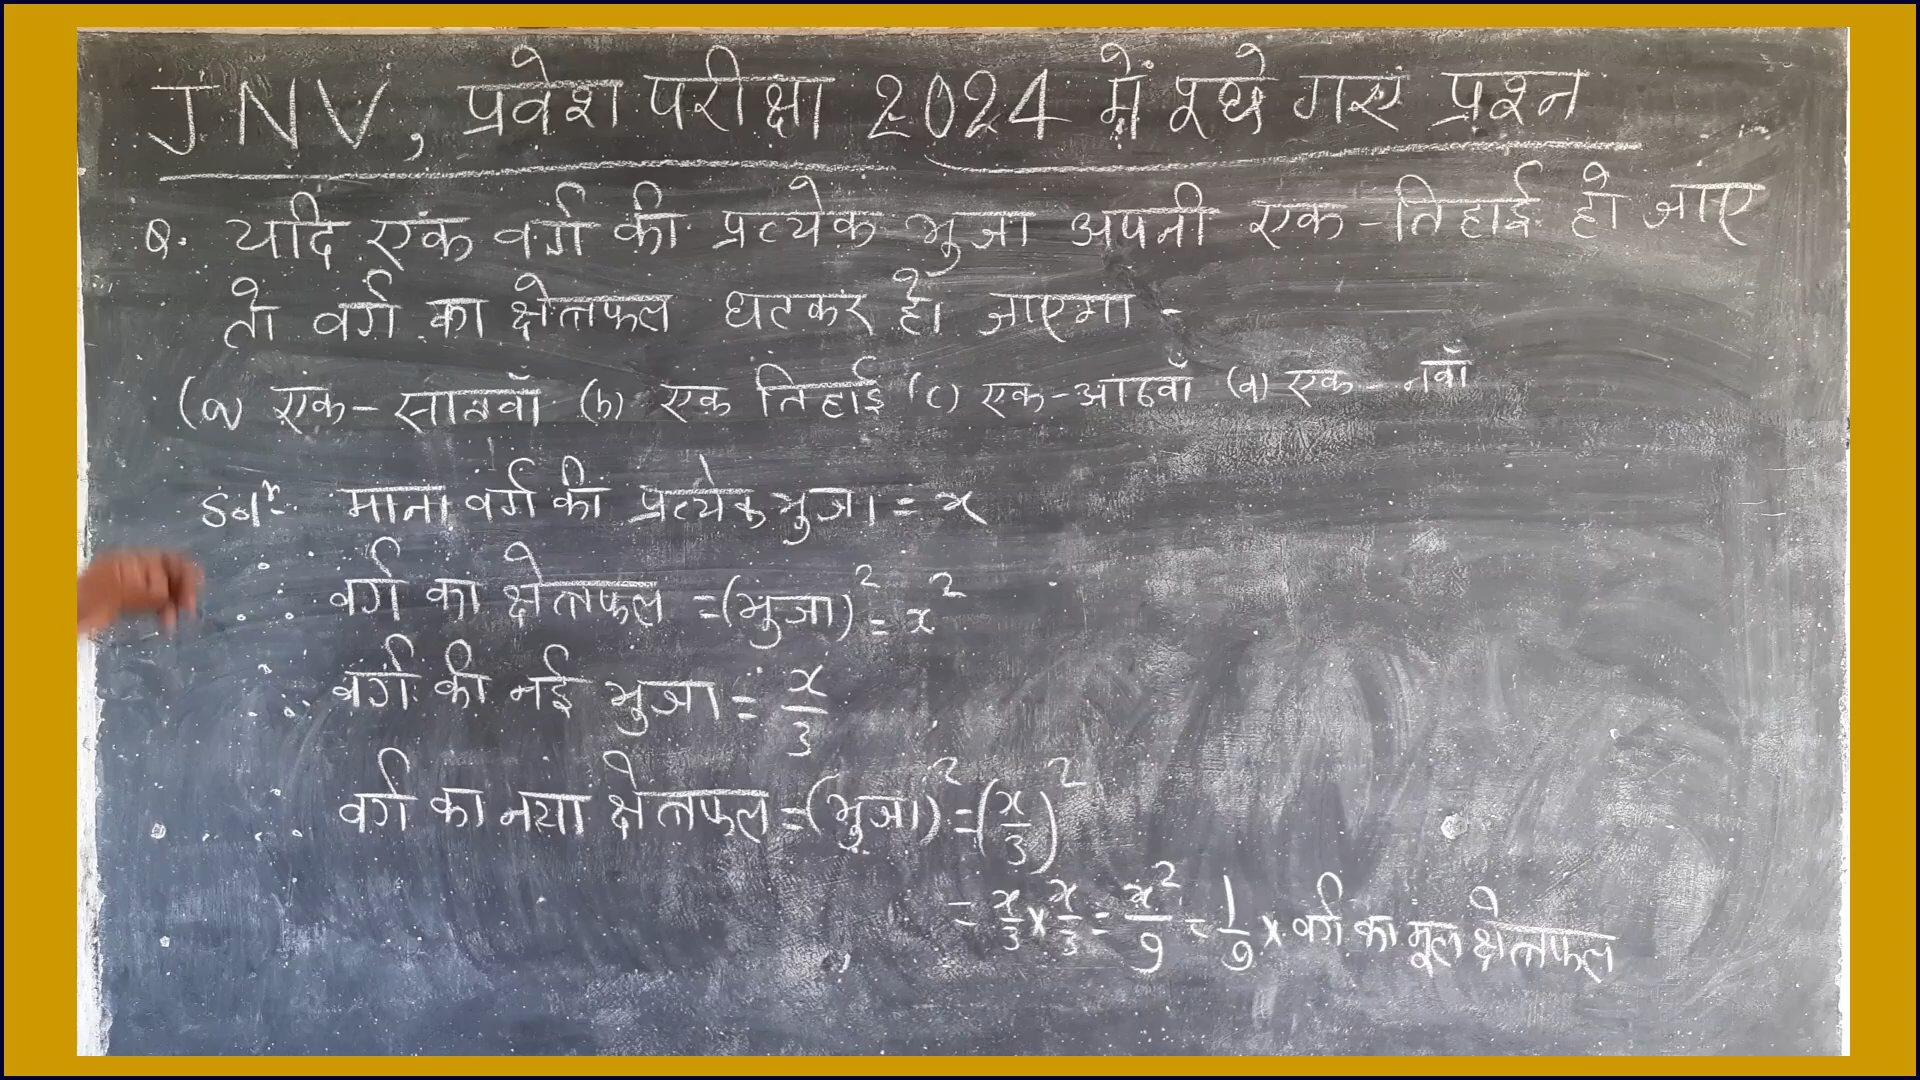 JNV, प्रवेश परीक्षा 2024 में पूछे गए प्रश्न
Q. यदि एक वर्ग की प्रत्येक भुजा अपनी एक-तिहाई हो जाए
तो वर्ग का क्षेत्रफल घटकर हो जाएगा -
(a) एक-सातवाँ (b) एक तिहाई (c) एक-आठवाँ (d) एक-नवाँ
Solⁿ. माना वर्ग की प्रत्येक भुजा = x
∴ वर्ग का क्षेत्रफल = (भुजा)² = x²
∴ वर्ग की नई भुजा = x/3
∴ वर्ग का नया क्षेत्रफल = (भुजा)² = (x/3)²
= x/3 × x/3 = x²/9 = 1/9 × वर्ग का मूल क्षेत्रफल